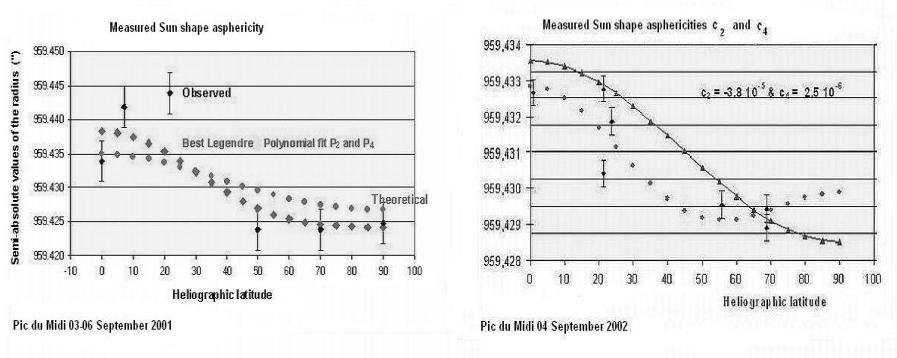 Measured Sun shape asphericity
Semi-absolute values of the radius (")
959.450
959.445
959.440
959.435
959.430
959.425
959.420
Observed
Best Legendre Polynomial fit P2 and P4
Theoretical
-10 0 10 20 30 40 50 60 70 80 90 100
Heliographic latitude
Pic du Midi 03-06 September 2001
Measured Sun shape asphericities c2 and c4
959,434
959,433
959,432
959,431
959,430
959,429
959,428
c2 = -3.8 10-5 & c4 = 2.5 10-6
0 10 20 30 40 50 60 70 80 90 100
Heliographic latitude
Pic du Midi 04 September 2002